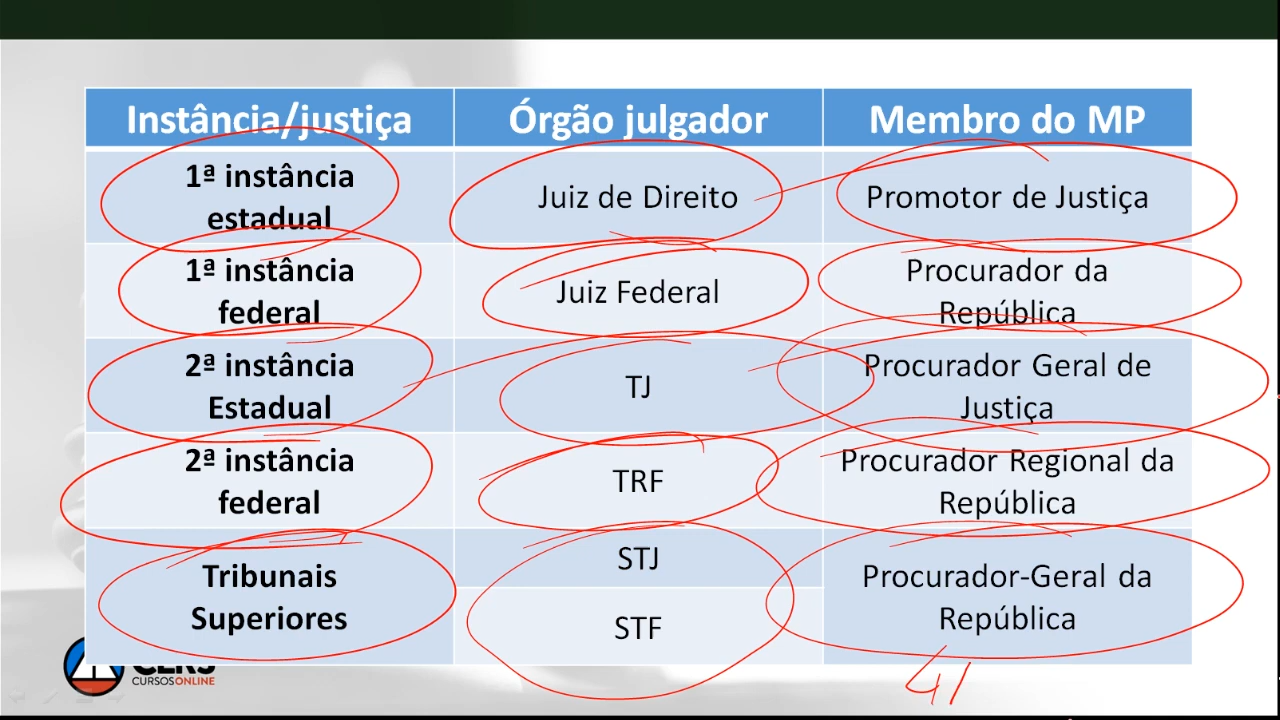 Instância/justiça Órgão julgador Membro do MP
1ª instância
estadual
Juiz de Direito
Promotor de Justiça
1ª instância
federal
Juiz Federal
Procurador da
República
2ª instância
Estadual
TJ
Procurador Geral de
Justiça
2ª instância
federal
TRF
Procurador Regional da
República
Tribunais
Superiores
STJ
STF
Procurador-Geral da
República
CERS
CURSOS ONLINE